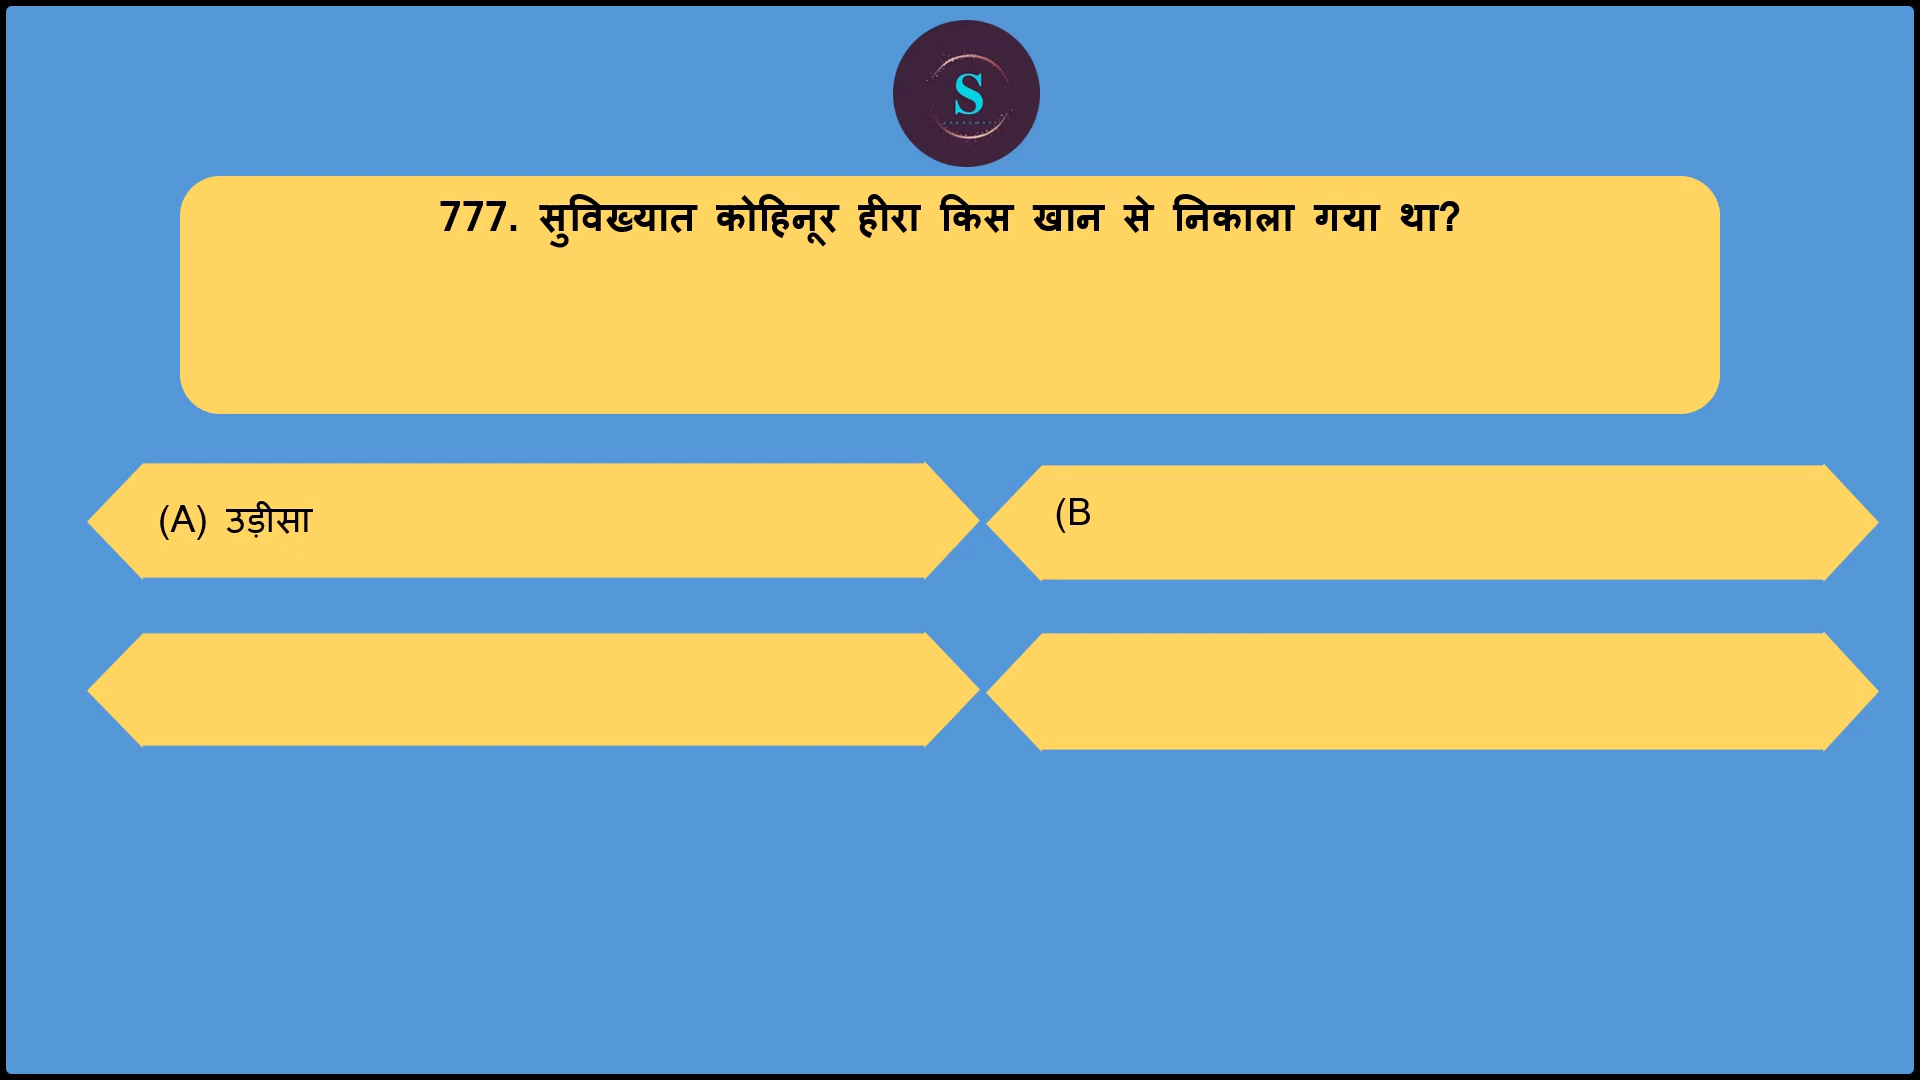 S
777. सुविख्यात कोहिनूर हीरा किस खान से निकाला गया था?
(A) उड़ीसा
(B